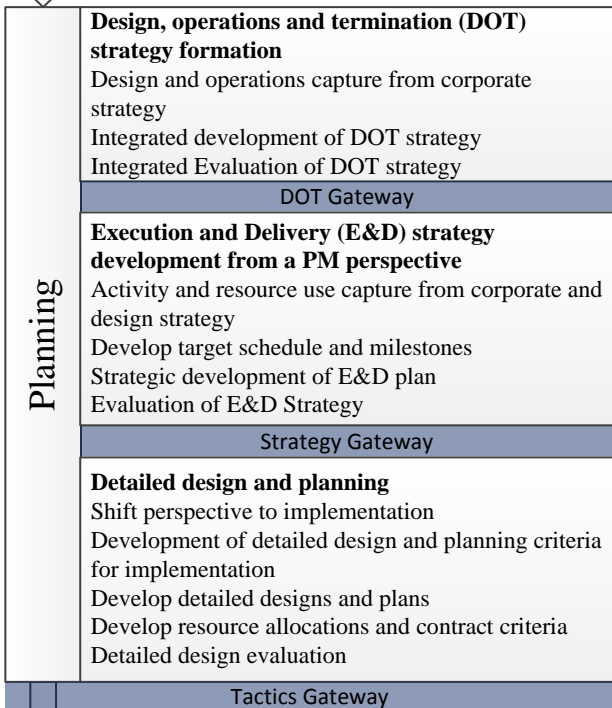 Planning
Design, operations and termination (DOT)
strategy formation
Design and operations capture from corporate
strategy
Integrated development of DOT strategy
Integrated Evaluation of DOT strategy
DOT Gateway
Execution and Delivery (E&D) strategy
development from a PM perspective
Activity and resource use capture from corporate and
design strategy
Develop target schedule and milestones
Strategic development of E&D plan
Evaluation of E&D Strategy
Strategy Gateway
Detailed design and planning
Shift perspective to implementation
Development of detailed design and planning criteria
for implementation
Develop detailed designs and plans
Develop resource allocations and contract criteria
Detailed design evaluation
Tactics Gateway